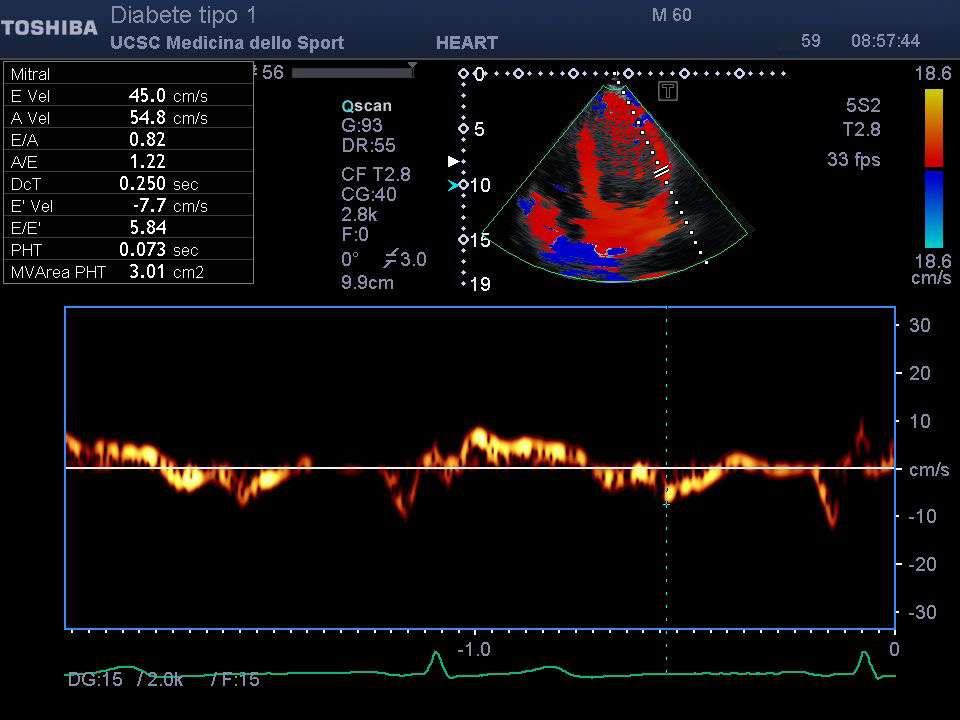 Diabete tipo 1
M 60
TOSHIBA
UCSC Medicina dello Sport HEART
59 08:57:44
Mitral
E Vel 45.0 cm/s
A Vel 54.8 cm/s
E/A 0.82
A/E 1.22
DcT 0.250 sec
E' Vel -7.7 cm/s
E/E' 5.84
PHT 0.073 sec
MVArea PHT 3.01 cm2
56
Qscan
G:93
DR:55
CF T2.8
CG:40
2.8k
F:0
0° 3.0
9.9cm
0
5
10
15
19
T
5S2
T2.8
33 fps
18.6
18.6
cm/s
30
20
10
cm/s
-10
-20
-30
-1.0
0
DG:15 / 2.0k / F:15